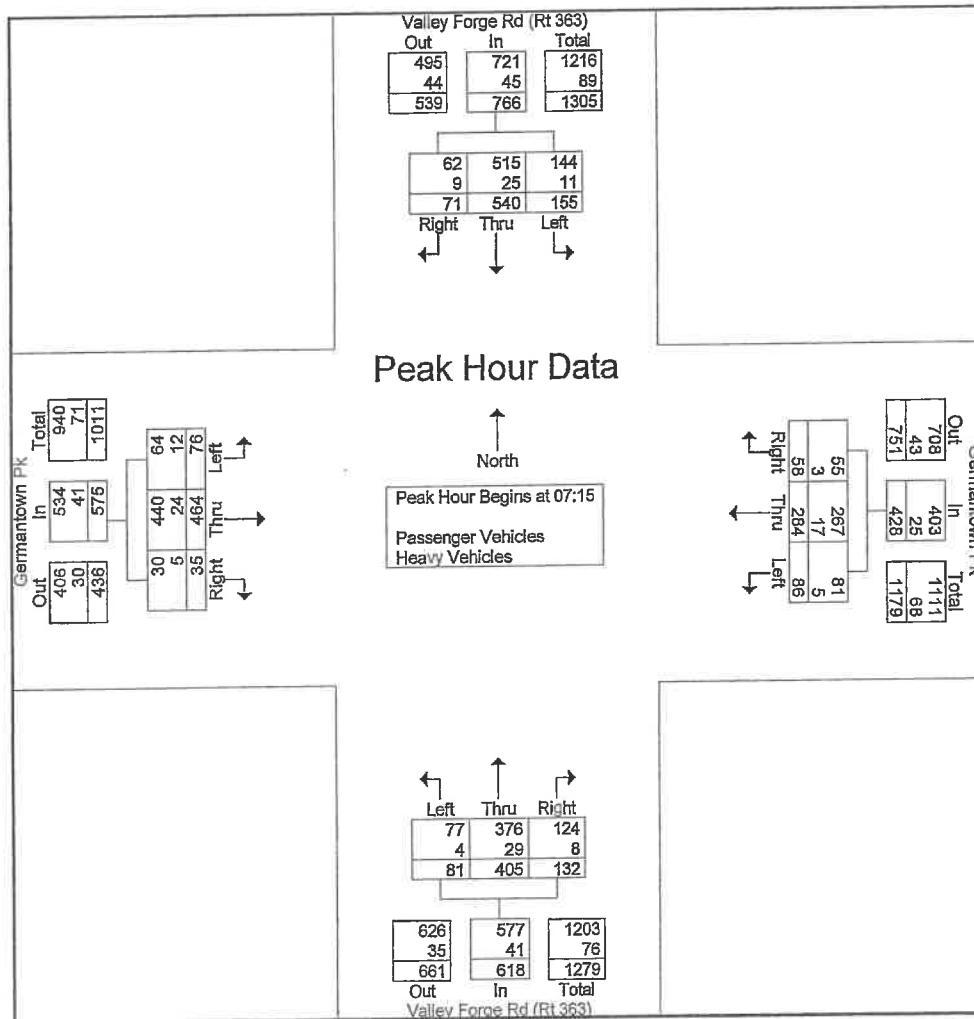 Valley Forge Rd (Rt 363)
Out In Total
495 721 1216
44 45 89
539 766 1305
62 515 144
9 25 11
71 540 155
Right Thru Left
Peak Hour Data
North
Peak Hour Begins at 07:15
Passenger Vehicles
Heavy Vehicles
Germantown Pk
Out In Total
406 534 940
30 41 71
436 575 1011
Left Thru Right
64 440 30
12 24 5
76 464 35
Right Thru Left
55 267 81
3 17 5
58 284 86
Out In Total
708 403 1111
43 25 68
751 428 1179
Germantown Pk
Left Thru Right
77 376 124
4 29 8
81 405 132
626 577 1203
35 41 76
661 618 1279
Out In Total
Valley Forge Rd (Rt 363)